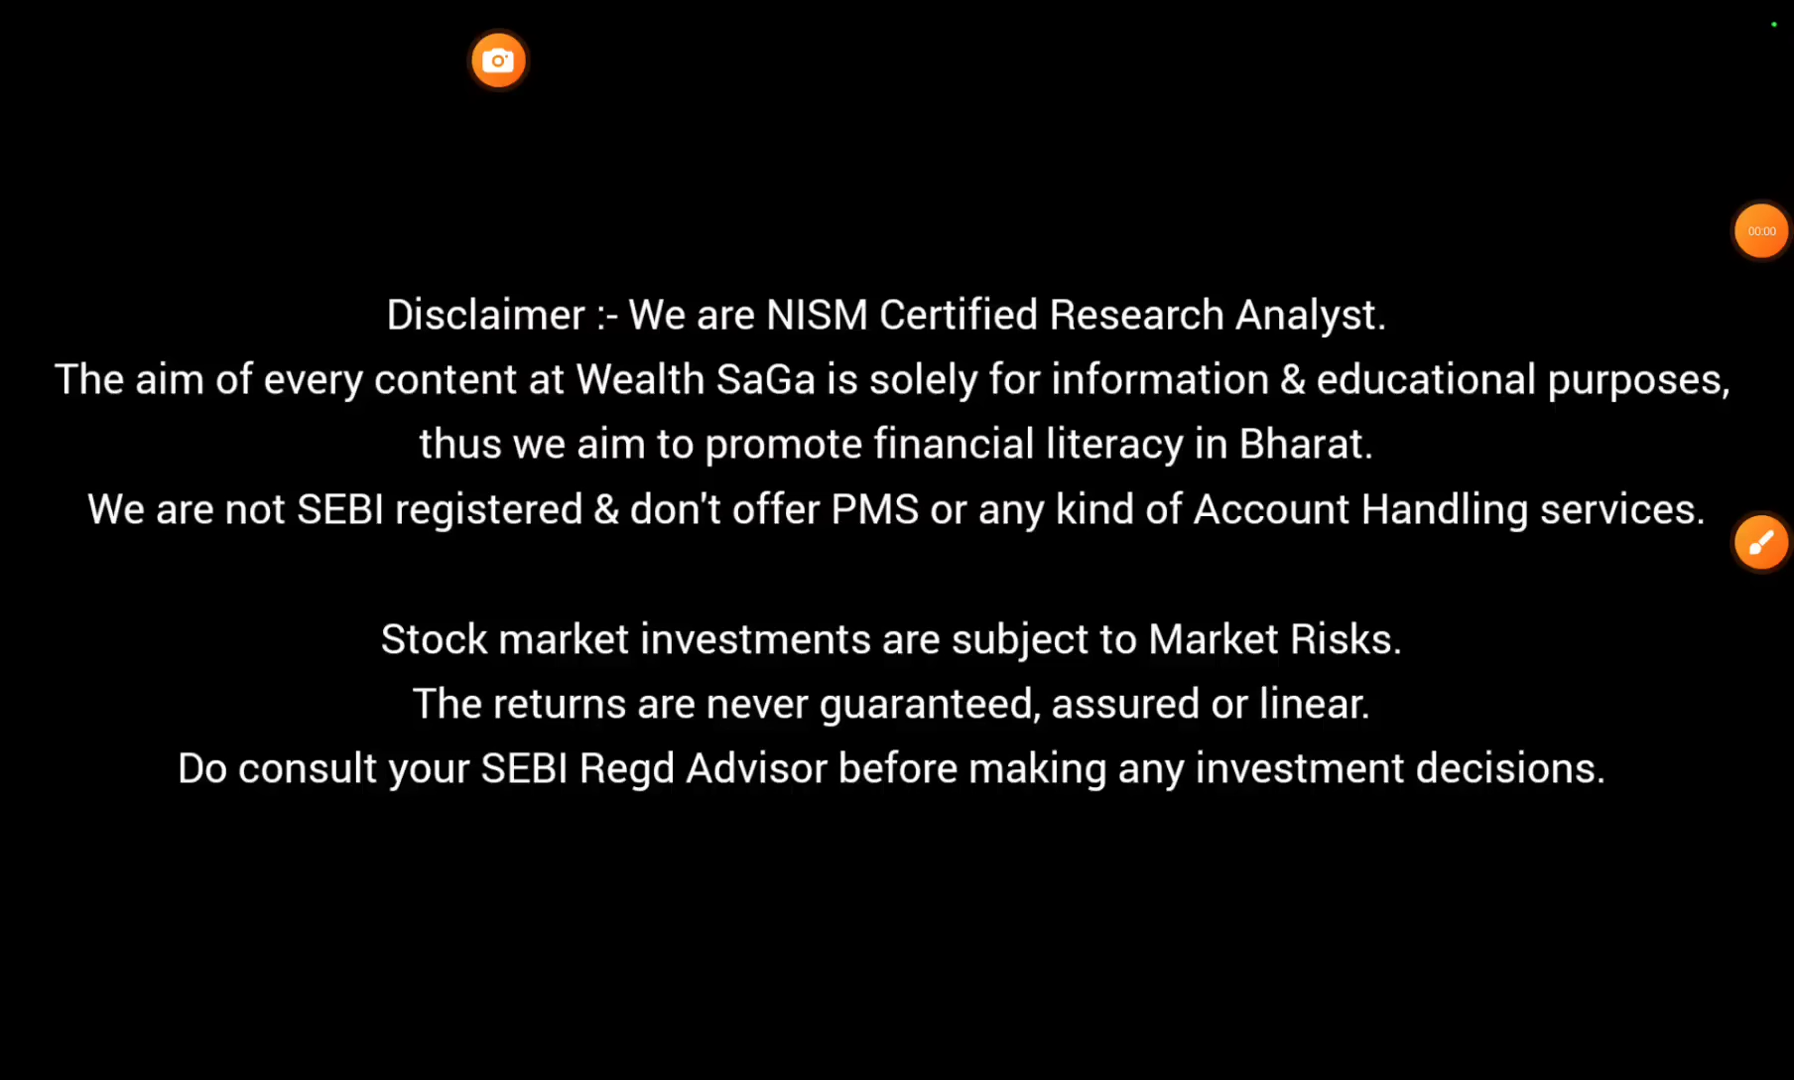 00:00
Disclaimer :- We are NISM Certified Research Analyst.
The aim of every content at Wealth SaGa is solely for information & educational purposes,
thus we aim to promote financial literacy in Bharat.
We are not SEBI registered & don't offer PMS or any kind of Account Handling services.
Stock market investments are subject to Market Risks.
The returns are never guaranteed, assured or linear.
Do consult your SEBI Regd Advisor before making any investment decisions.